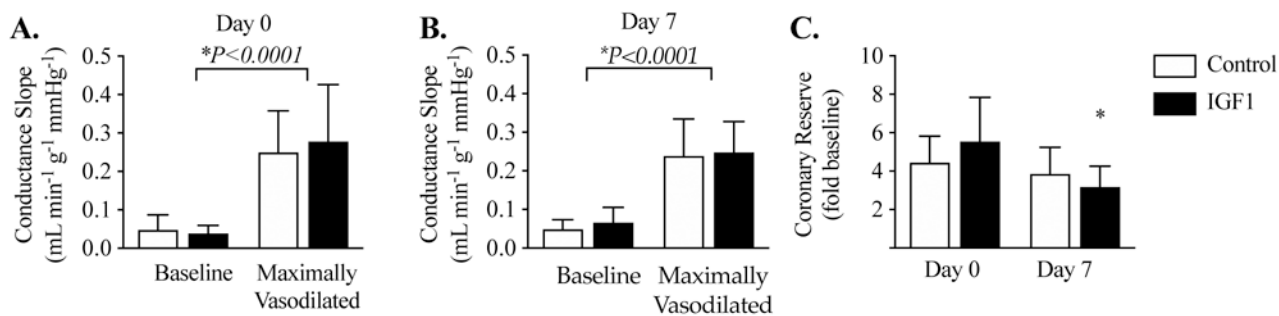 A.
Day 0
*P<0.0001
Conductance Slope
(mL min-1 g-1 mmHg-1)
0.5
0.4
0.3
0.2
0.1
0.0
Baseline
Maximally
Vasodilated
B.
Day 7
*P<0.0001
Conductance Slope
(mL min-1 g-1 mmHg-1)
0.5
0.4
0.3
0.2
0.1
0.0
Baseline
Maximally
Vasodilated
C.
Coronary Reserve
(fold baseline)
10
8
6
4
2
*
Day 0
Day 7
Control
IGF1